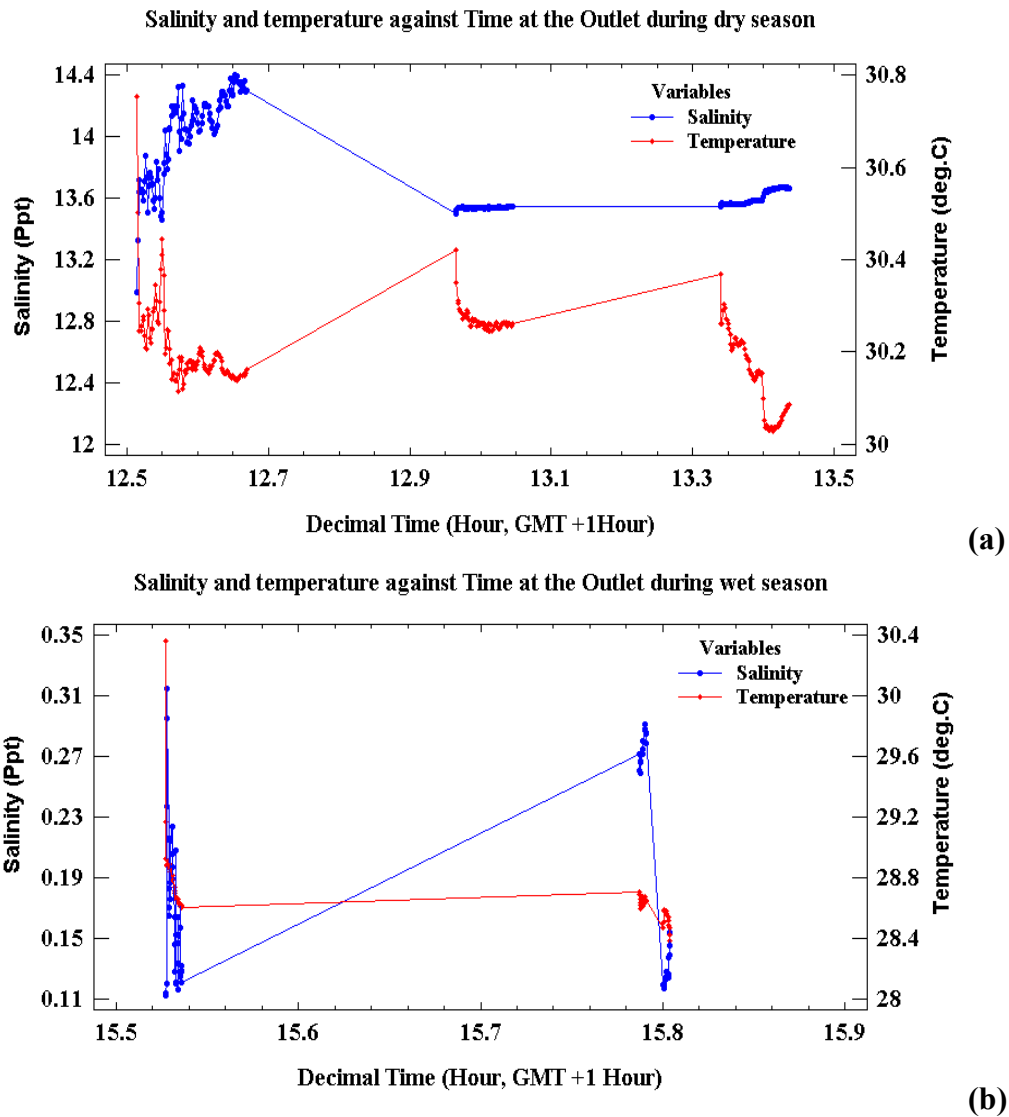 Salinity and temperature against Time at the Outlet during dry season
14.4
14
13.6
13.2
12.8
12.4
12
Salinity (Ppt)
Variables
Salinity
Temperature
30.8
30.6
30.4
30.2
30
Temperature (deg.C)
12.5 12.7 12.9 13.1 13.3 13.5
Decimal Time (Hour, GMT +1Hour)
(a)
Salinity and temperature against Time at the Outlet during wet season
0.35
0.31
0.27
0.23
0.19
0.15
0.11
Salinity (Ppt)
Variables
Salinity
Temperature
30.4
30
29.6
29.2
28.8
28.4
28
Temperature (deg.C)
15.5 15.6 15.7 15.8 15.9
Decimal Time (Hour, GMT +1 Hour)
(b)